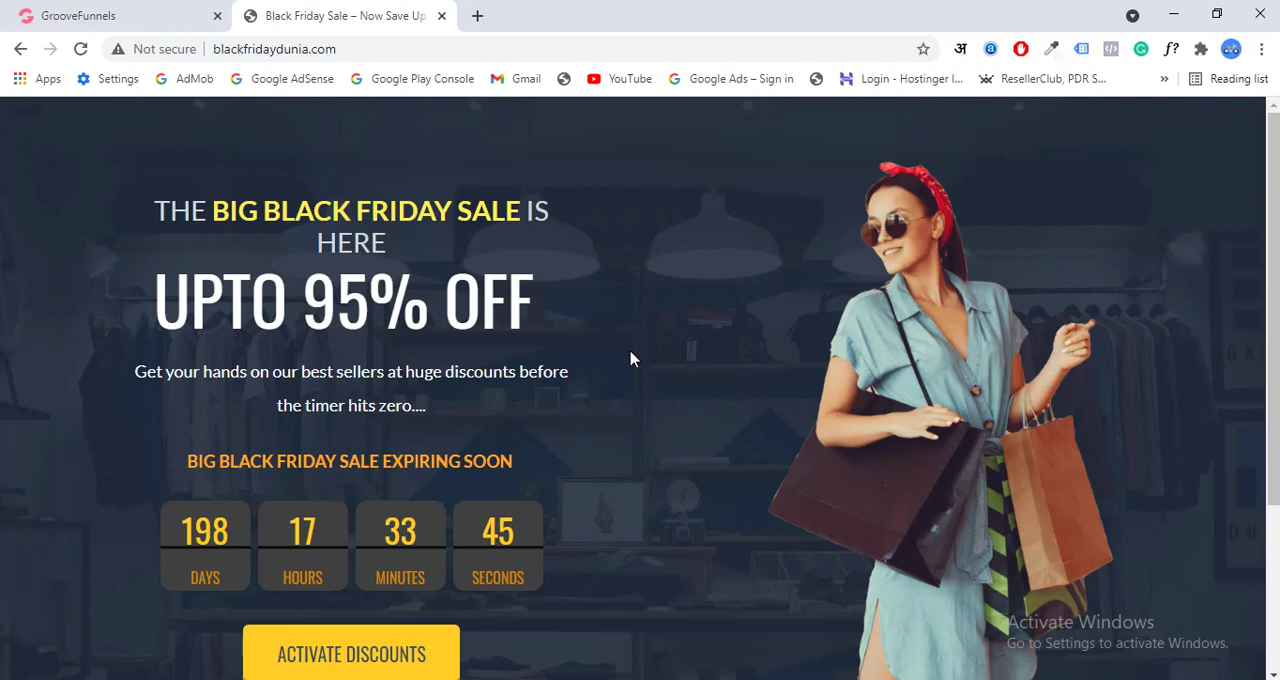 GrooveFunnels
Black Friday Sale – Now Save Up
Not secure
blackfridaydunia.com
अ
a
f?
Apps
Settings
AdMob
Google AdSense
Google Play Console
Gmail
YouTube
Google Ads – Sign in
Login - Hostinger I...
ResellerClub, PDR S...
»
Reading list
THE BIG BLACK FRIDAY SALE IS
HERE
UPTO 95% OFF
Get your hands on our best sellers at huge discounts before
the timer hits zero....
BIG BLACK FRIDAY SALE EXPIRING SOON
198 17 33 45
DAYS HOURS MINUTES SECONDS
ACTIVATE DISCOUNTS
Activate Windows
Go to Settings to activate Windows.